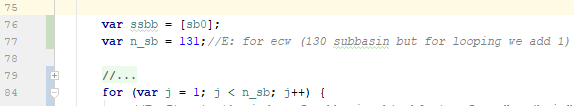 75
76 var ssbb = [sb0];
77 var n_sb = 131;//E: for ecw (130 subbasin but for looping we add 1)
78
79 //...
84 for (var j = 1; j < n_sb; j++) {